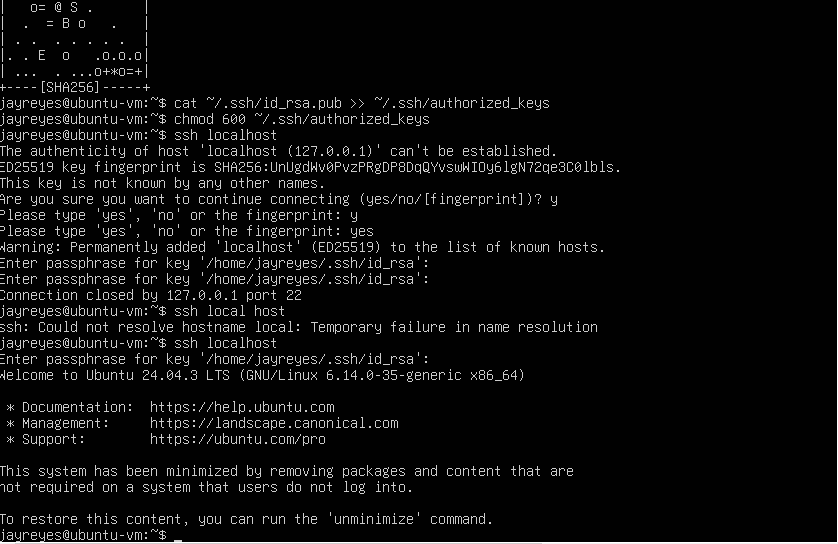 |   o= @ S .      |
|  .  = B o   .   |
| . .  . . . . .  |
|. . E  o   .o.o.o|
| ...  . ...o+*o=+|
+----[SHA256]-----+
jayreyes@ubuntu-vm:~$ cat ~/.ssh/id_rsa.pub >> ~/.ssh/authorized_keys
jayreyes@ubuntu-vm:~$ chmod 600 ~/.ssh/authorized_keys
jayreyes@ubuntu-vm:~$ ssh localhost
The authenticity of host 'localhost (127.0.0.1)' can't be established.
ED25519 key fingerprint is SHA256:UnUgdWv0PvzPRgDP8DqQYvswWIOy6lgN72qe3C0lbls.
This key is not known by any other names.
Are you sure you want to continue connecting (yes/no/[fingerprint])? y
Please type 'yes', 'no' or the fingerprint: y
Please type 'yes', 'no' or the fingerprint: yes
Warning: Permanently added 'localhost' (ED25519) to the list of known hosts.
Enter passphrase for key '/home/jayreyes/.ssh/id_rsa':
Enter passphrase for key '/home/jayreyes/.ssh/id_rsa':
Connection closed by 127.0.0.1 port 22
jayreyes@ubuntu-vm:~$ ssh local host
ssh: Could not resolve hostname local: Temporary failure in name resolution
jayreyes@ubuntu-vm:~$ ssh localhost
Enter passphrase for key '/home/jayreyes/.ssh/id_rsa':
Welcome to Ubuntu 24.04.3 LTS (GNU/Linux 6.14.0-35-generic x86_64)

 * Documentation:  https://help.ubuntu.com
 * Management:     https://landscape.canonical.com
 * Support:        https://ubuntu.com/pro

This system has been minimized by removing packages and content that are
not required on a system that users do not log into.

To restore this content, you can run the 'unminimize' command.
jayreyes@ubuntu-vm:~$ _